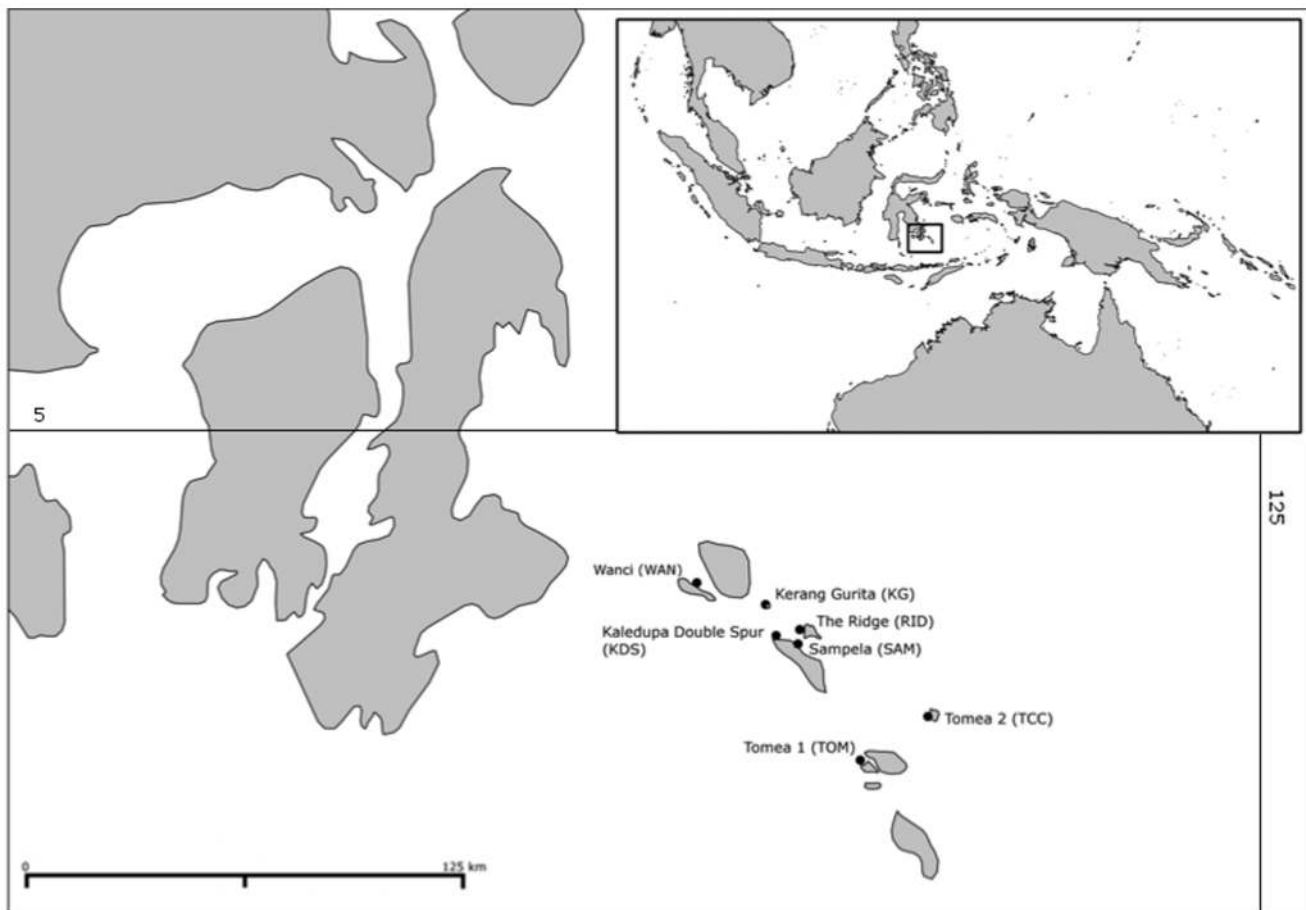 5
125
Wanci (WAN)
Kerang Gurita (KG)
The Ridge (RID)
Kaledupa Double Spur
(KDS)
Sampela (SAM)
Tomea 2 (TCC)
Tomea 1 (TOM)
0
125 km